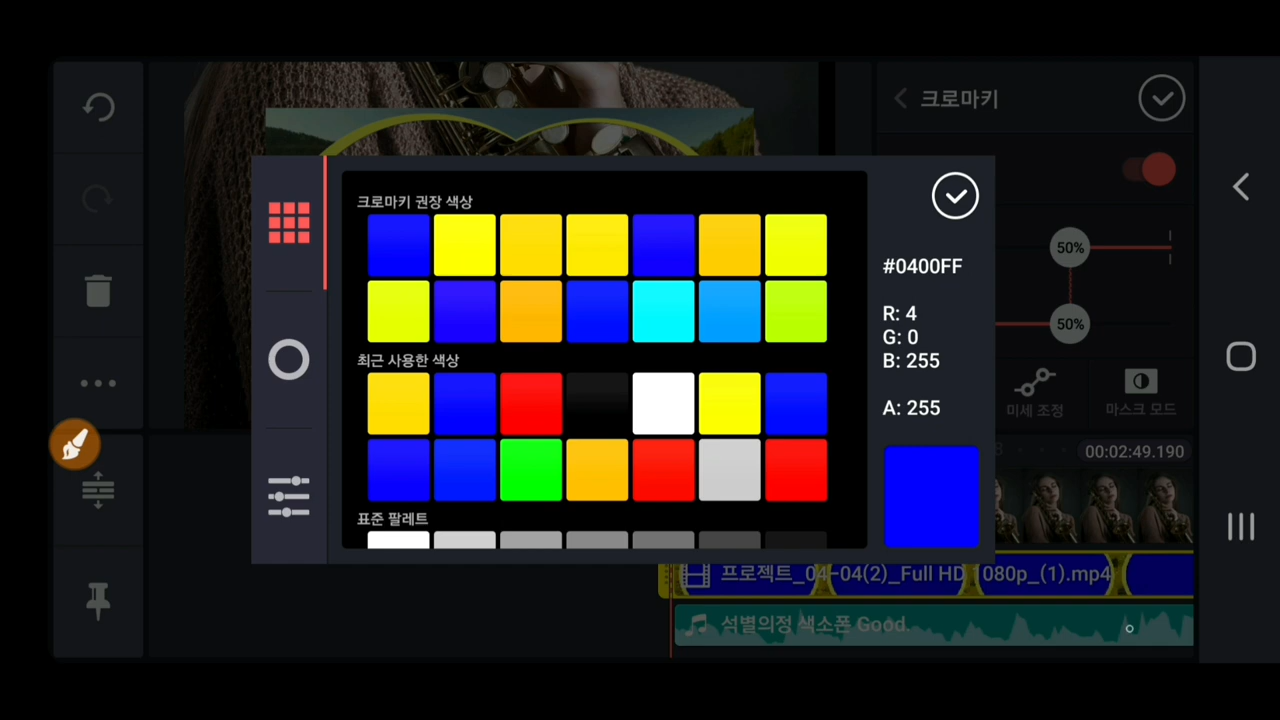 크로마키
크로마키 권장 색상
최근 사용한 색상
표준 팔레트
#0400FF
R: 4
G: 0
B: 255
A: 255
50%
50%
미세 조정
마스크 모드
00:02:49.190
프로젝트_04-04(2)_Full HD 1080p_(1).mp4
석별의정 색소폰 Good.